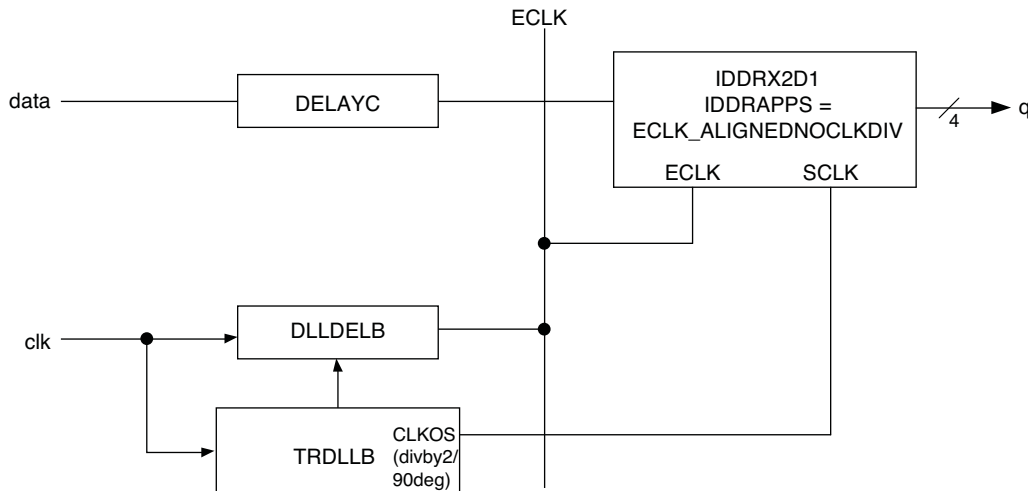 ECLK
data
DELAYC
IDDRX2D1
IDDRAPPS =
ECLK_ALIGNEDNOCLKDIV
ECLK
SCLK
4
q
clk
DLLDELB
TRDLLB
CLKOS
(divby2/
90deg)